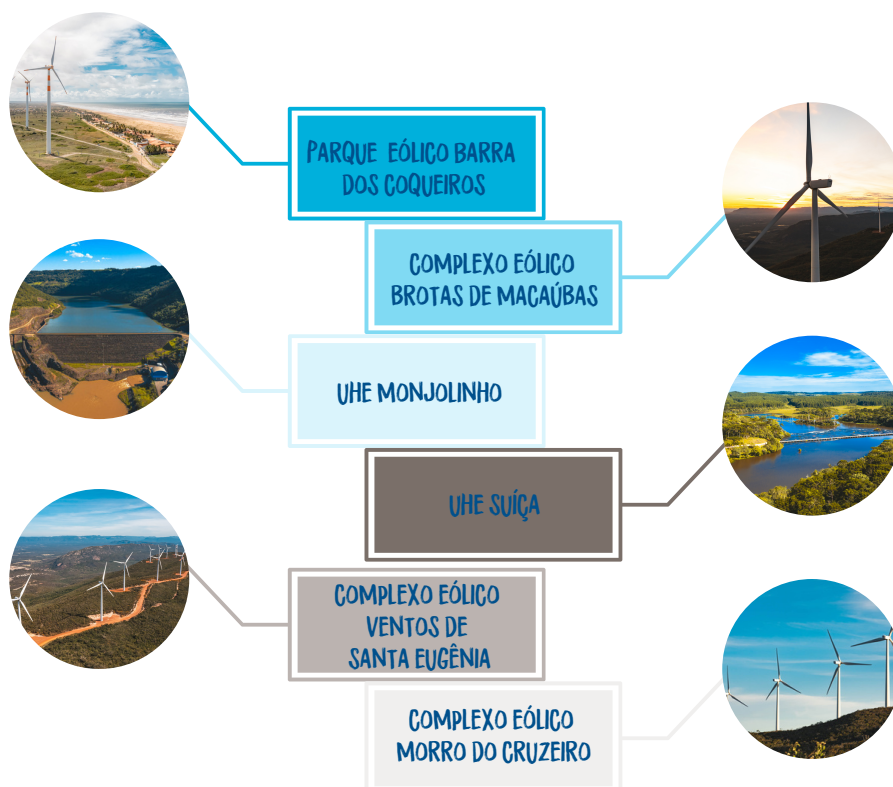 PARQUE EÓLICO BARRA
DOS COQUEIROS
COMPLEXO EÓLICO
BROTAS DE MACAÚBAS
UHE MONJOLINHO
UHE SUÍÇA
COMPLEXO EÓLICO
VENTOS DE
SANTA EUGÊNIA
COMPLEXO EÓLICO
MORRO DO CRUZEIRO